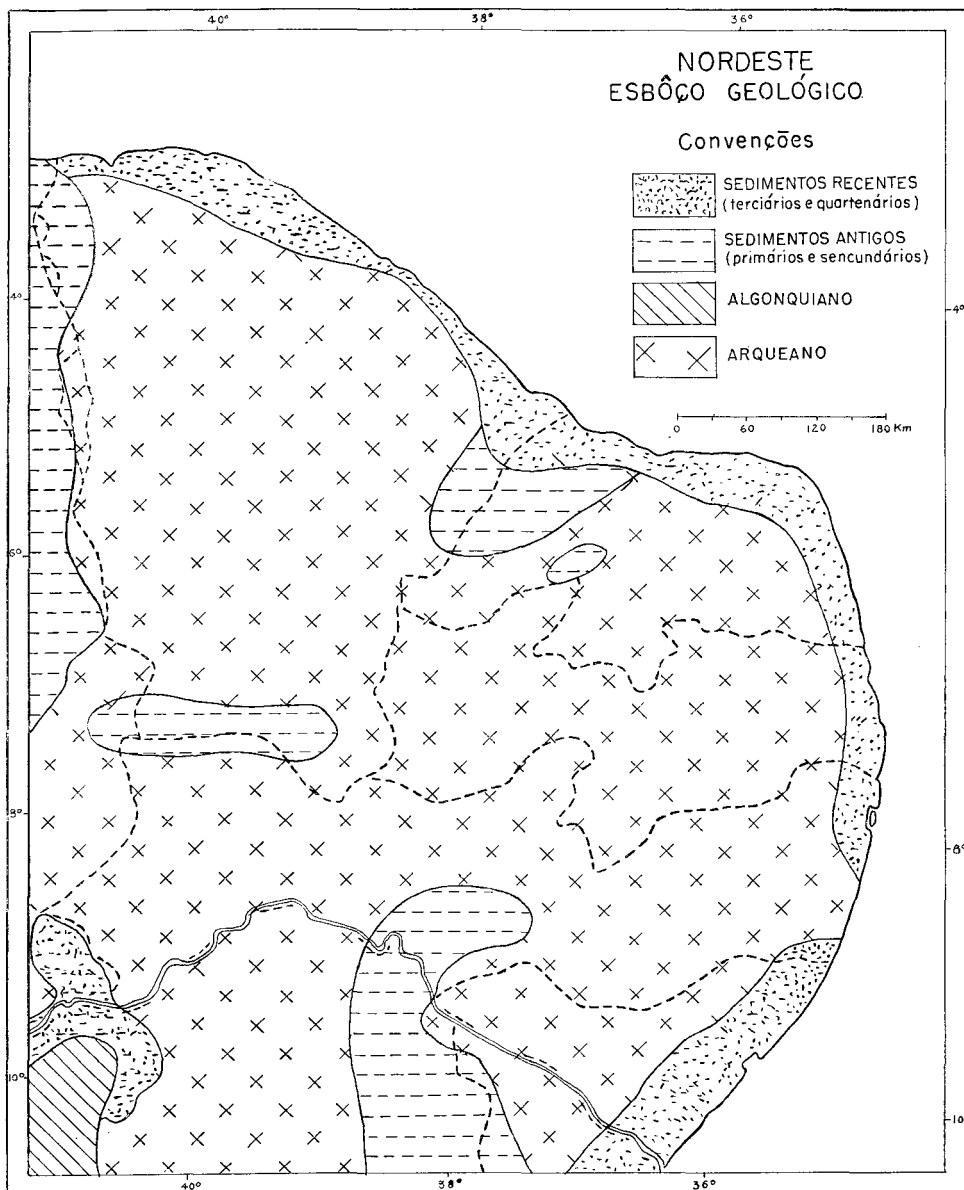 40°
38°
36°
NORDESTE
ESBÔÇO GEOLÓGICO
Convenções
SEDIMENTOS RECENTES
(terciários e quartenários)
SEDIMENTOS ANTIGOS
(primários e sencundários)
ALGONQUIANO
ARQUEANO
0 60 120 180 Km
4°
4°
6°
8°
8°
10°
10°
40°
38°
36°